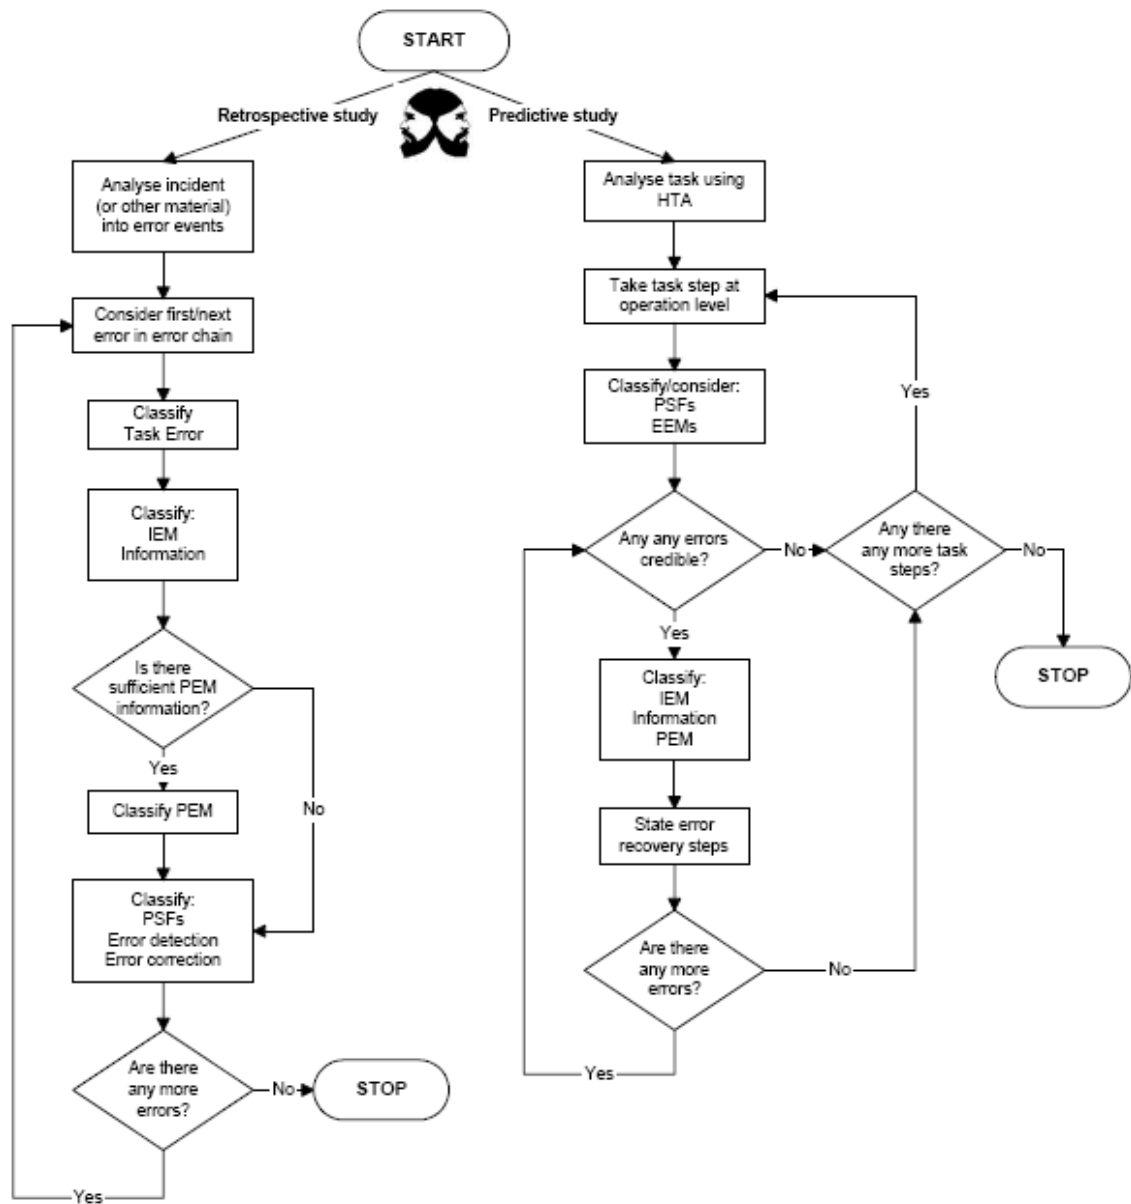 START
Retrospective study
Predictive study
Analyse incident
(or other material)
into error events
Consider first/next
error in error chain
Classify
Task Error
Classify:
IEM
Information
Is there
sufficient PEM
information?
Yes
No
Classify PEM
Classify:
PSFs
Error detection
Error correction
Are there
any more
errors?
No
STOP
Yes
Analyse task using
HTA
Take task step at
operation level
Classify/consider:
PSFs
EEMs
Any any errors
credible?
No
Yes
Any there
any more task
steps?
Yes
No
STOP
Classify:
IEM
Information
PEM
State error
recovery steps
Are there
any more
errors?
No
Yes